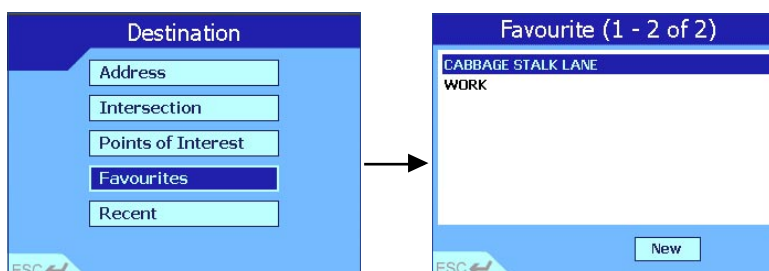 Destination
Address
Intersection
Points of Interest
Favourites
Recent
ESC
Favourite (1 - 2 of 2)
CABBAGE STALK LANE
WORK
New
ESC